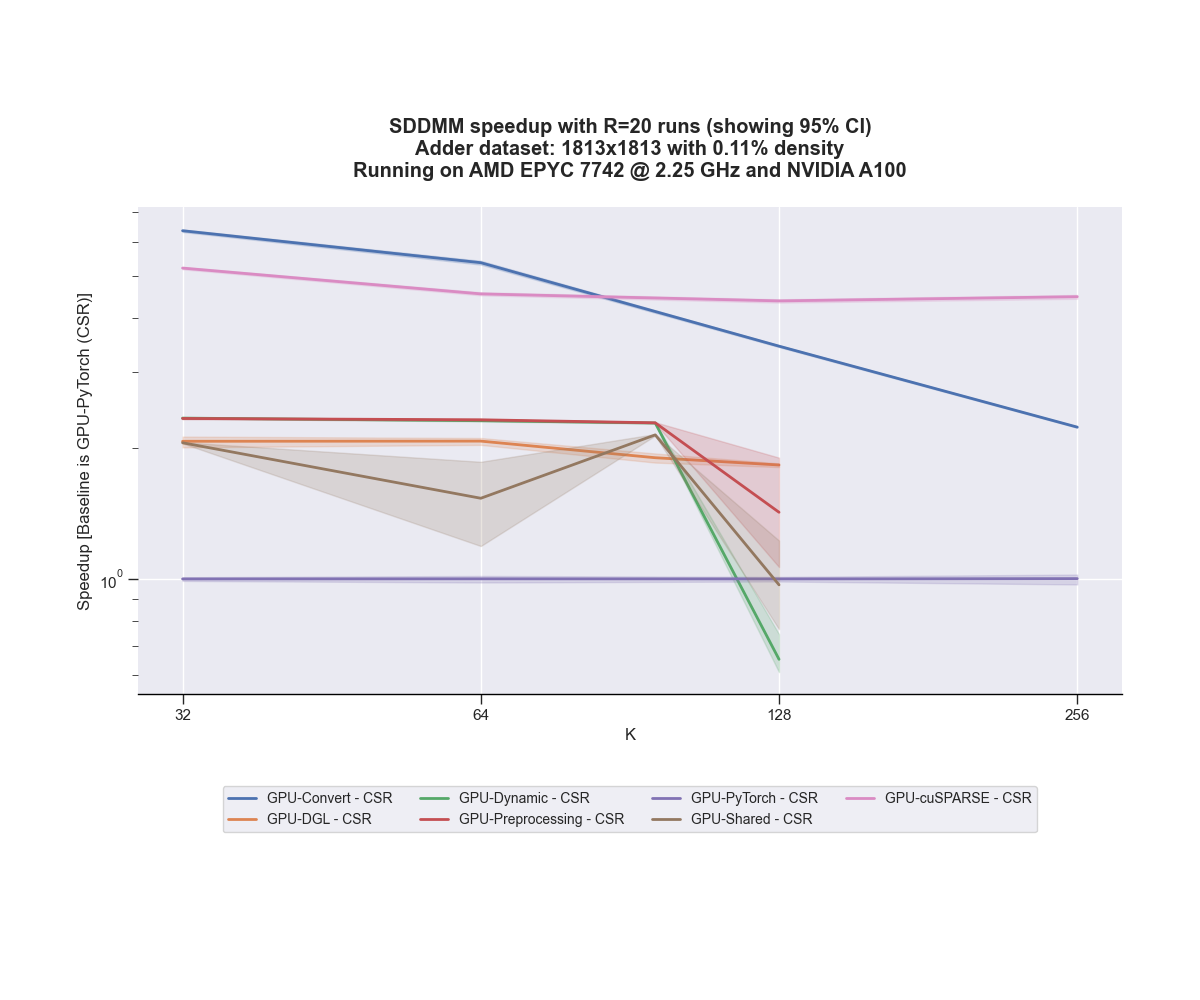 SDDMM speedup with R=20 runs (showing 95% CI)
Adder dataset: 1813x1813 with 0.11% density
Running on AMD EPYC 7742 @ 2.25 GHz and NVIDIA A100
Speedup [Baseline is GPU-PyTorch (CSR)]
10^0
32 64 128 256
K
GPU-Convert - CSR GPU-Dynamic - CSR GPU-PyTorch - CSR GPU-cuSPARSE - CSR
GPU-DGL - CSR GPU-Preprocessing - CSR GPU-Shared - CSR